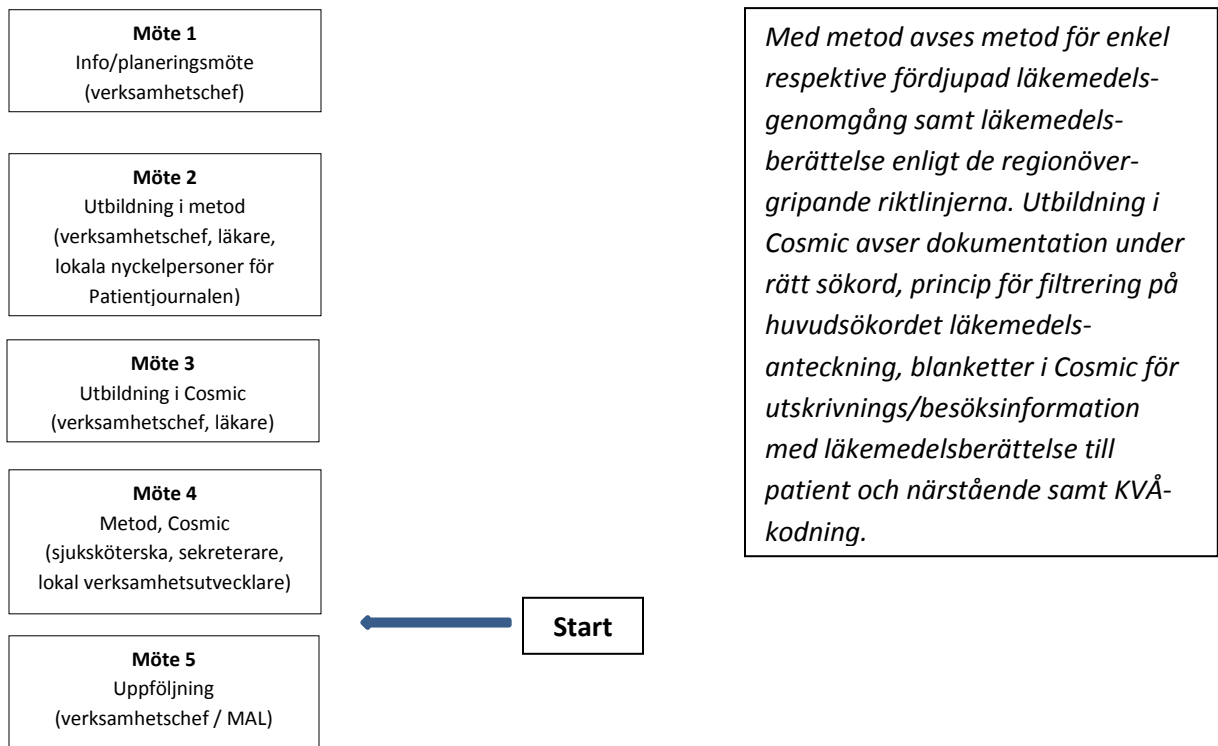 Möte 1
Info/planeringsmöte
(verksamhetschef)
Möte 2
Utbildning i metod
(verksamhetschef, läkare,
lokala nyckelpersoner för
Patientjournalen)
Möte 3
Utbildning i Cosmic
(verksamhetschef, läkare)
Möte 4
Metod, Cosmic
(sjuksköterska, sekreterare,
lokal verksamhetsutvecklare)
Start
Möte 5
Uppföljning
(verksamhetschef / MAL)
Med metod avses metod för enkel
respektive fördjupad läkemedels-
genomgång samt läkemedels-
berättelse enligt de regionöver-
gripande riktlinjerna. Utbildning i
Cosmic avser dokumentation under
rätt sökord, princip för filtrering på
huvudsökordet läkemedels-
anteckning, blanketter i Cosmic för
utskrivnings/besöksinformation
med läkemedelsberättelse till
patient och närstående samt KVÅ-
kodning.